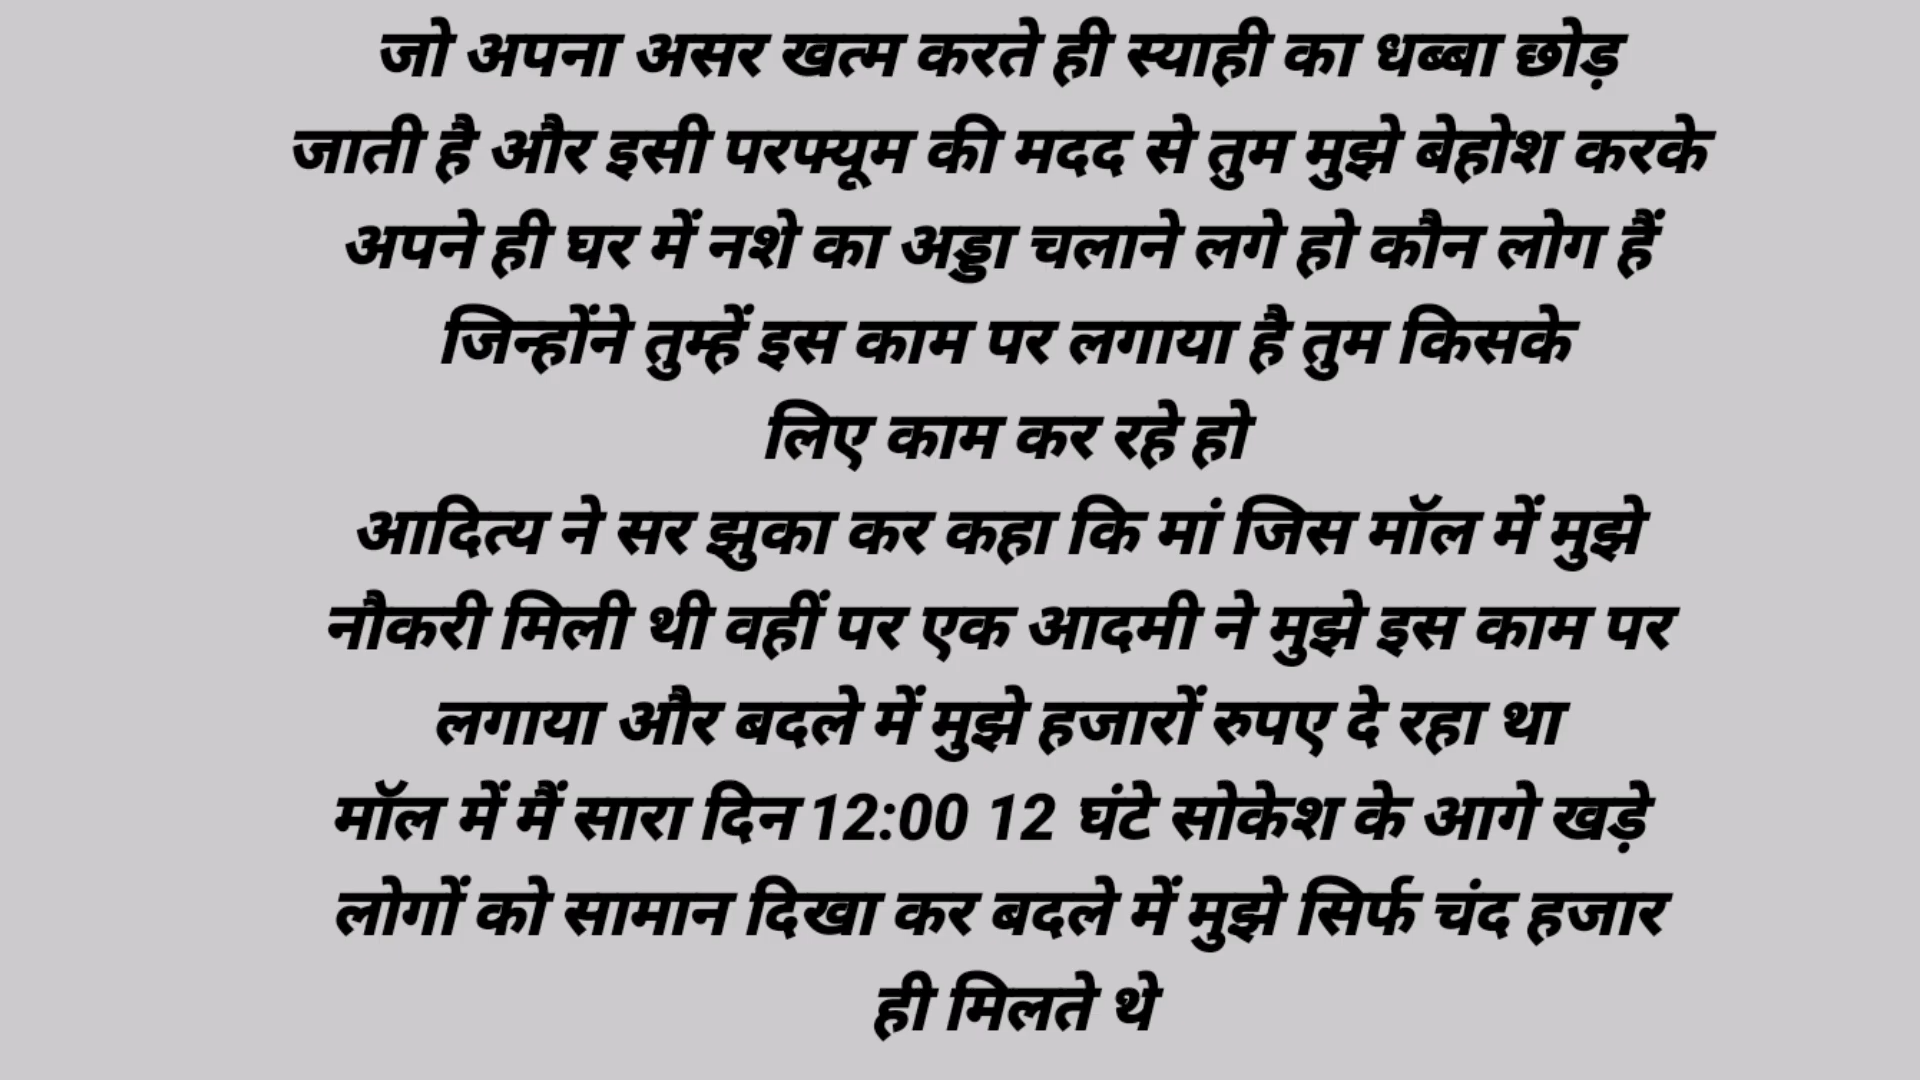 जो अपना असर खत्म करते ही स्याही का धब्बा छोड़
जाती है और इसी परफ्यूम की मदद से तुम मुझे बेहोश करके
अपने ही घर में नशे का अड्डा चलाने लगे हो कौन लोग हैं
जिन्होंने तुम्हें इस काम पर लगाया है तुम किसके
लिए काम कर रहे हो
आदित्य ने सर झुका कर कहा कि मां जिस मॉल में मुझे
नौकरी मिली थी वहीं पर एक आदमी ने मुझे इस काम पर
लगाया और बदले में मुझे हजारों रुपए दे रहा था
मॉल में मैं सारा दिन 12:00 12 घंटे सोकेश के आगे खड़े
लोगों को सामान दिखा कर बदले में मुझे सिर्फ चंद हजार
ही मिलते थे